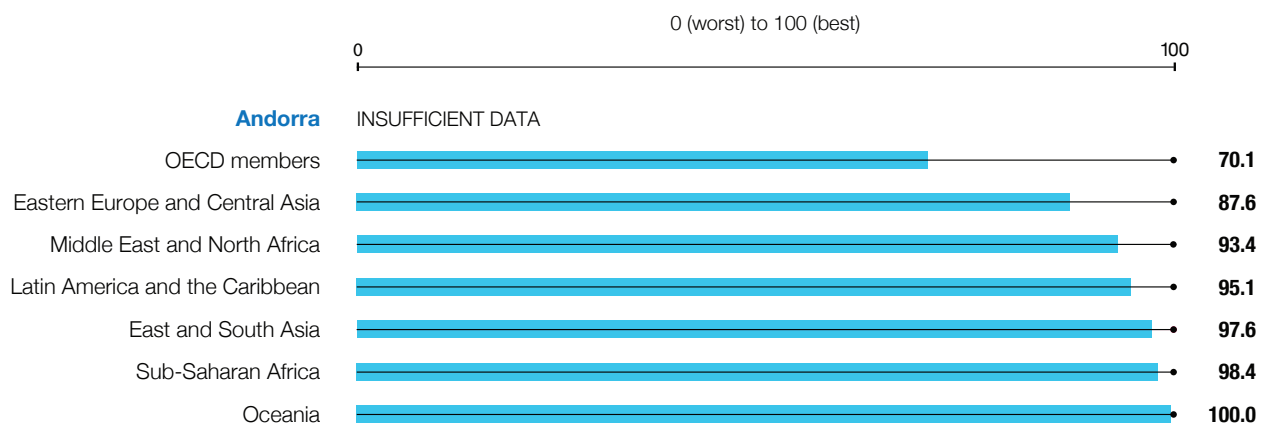 0 (worst) to 100 (best)
0 100
Andorra INSUFFICIENT DATA
OECD members 70.1
Eastern Europe and Central Asia 87.6
Middle East and North Africa 93.4
Latin America and the Caribbean 95.1
East and South Asia 97.6
Sub-Saharan Africa 98.4
Oceania 100.0